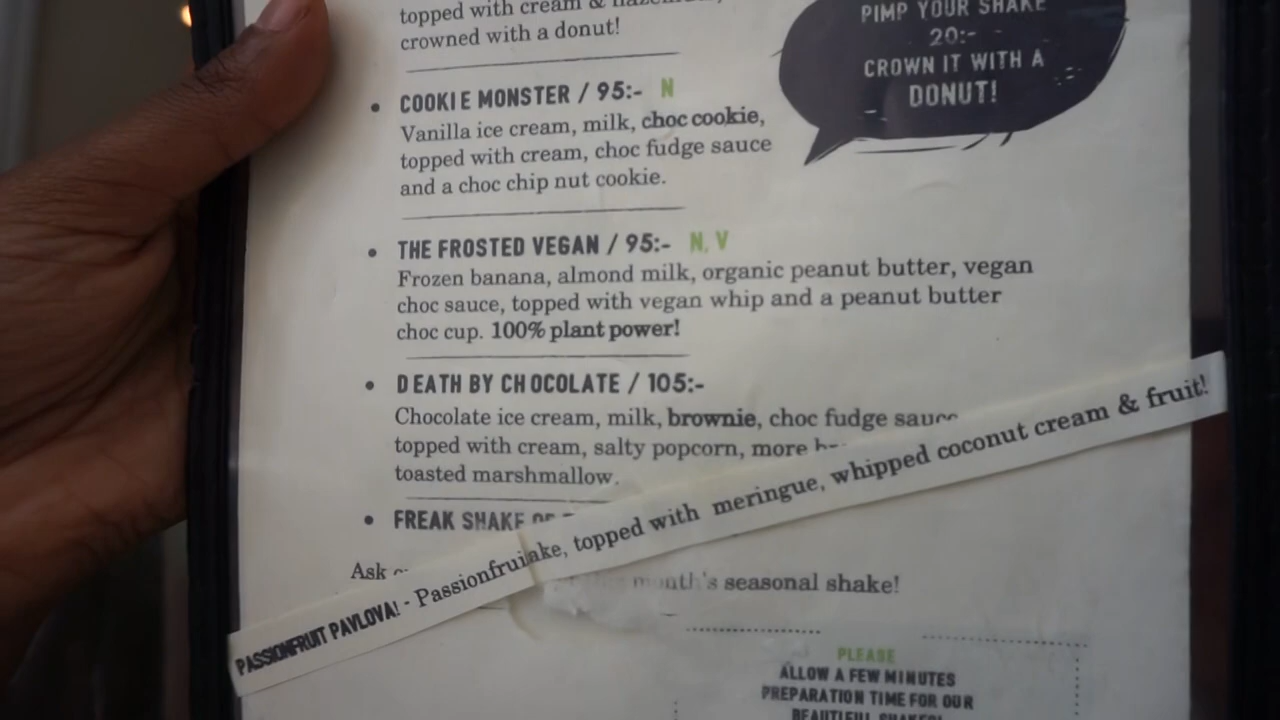 topped with cream &
crowned with a donut!
PIMP YOUR SHAKE
20:-
CROWN IT WITH A
DONUT!
• COOKIE MONSTER / 95:- N
Vanilla ice cream, milk, choc cookie,
topped with cream, choc fudge sauce
and a choc chip nut cookie.
• THE FROSTED VEGAN / 95:- N, V
Frozen banana, almond milk, organic peanut butter, vegan
choc sauce, topped with vegan whip and a peanut butter
choc cup. 100% plant power!
• DEATH BY CHOCOLATE / 105:-
Chocolate ice cream, milk, brownie, choc fudge sauce
topped with cream, salty popcorn, more
toasted marshmallow.
• FREAK SHAKE
Ask
month's seasonal shake!
PASSIONFRUIT PAVLOVA! - Passionfruiake, topped with meringue, whipped coconut cream & fruit!
PLEASE
ALLOW A FEW MINUTES
PREPARATION TIME FOR OUR
BEAUTIFUL SHAKES!